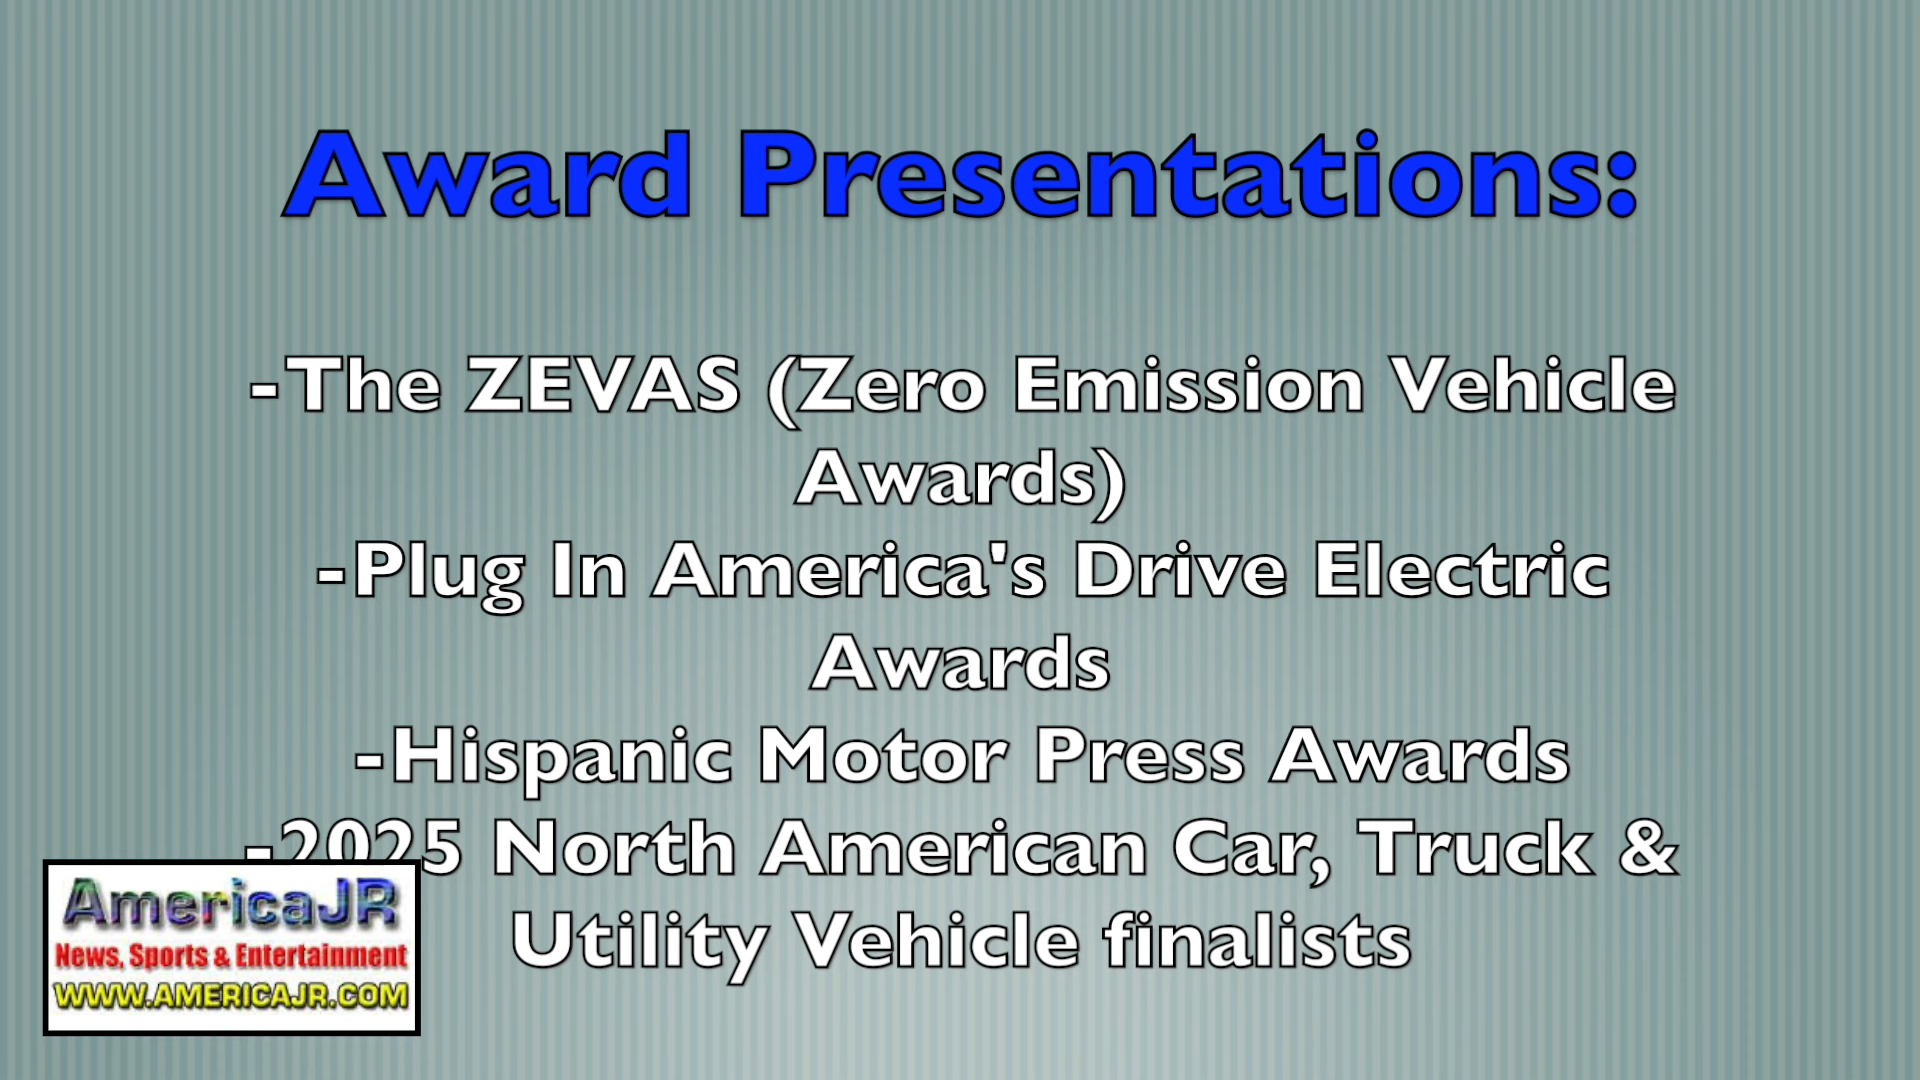 Award Presentations:
-The ZEVAS (Zero Emission Vehicle
Awards)
-Plug In America's Drive Electric
Awards
-Hispanic Motor Press Awards
-2025 North American Car, Truck &
Utility Vehicle finalists
AmericaJR
News, Sports & Entertainment
WWW.AMERICAJR.COM